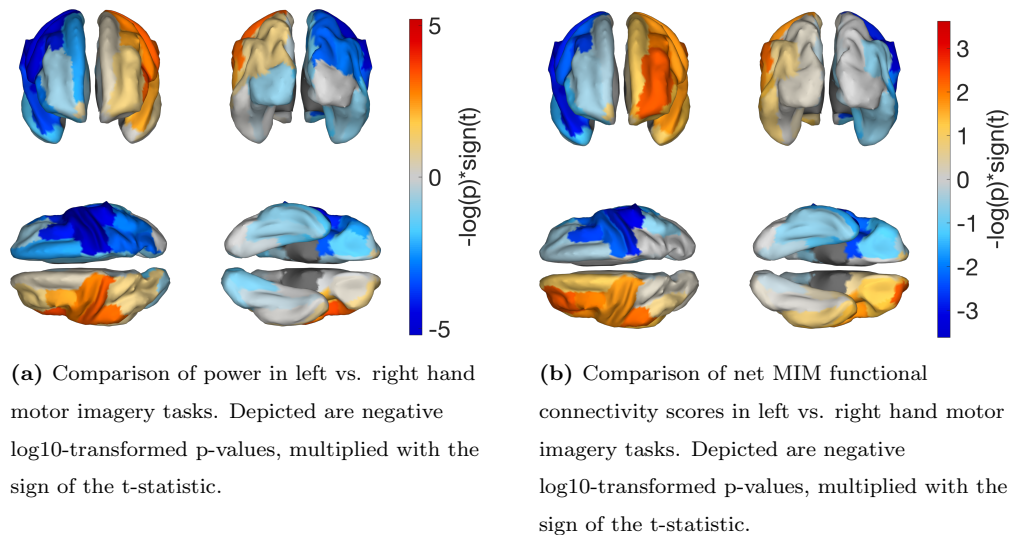 5
0
-5
-log(p)*sign(t)
3
2
1
0
-1
-2
-3
-log(p)*sign(t)
(a) Comparison of power in left vs. right hand
motor imagery tasks. Depicted are negative
log10-transformed p-values, multiplied with the
sign of the t-statistic.
(b) Comparison of net MIM functional
connectivity scores in left vs. right hand motor
imagery tasks. Depicted are negative
log10-transformed p-values, multiplied with the
sign of the t-statistic.